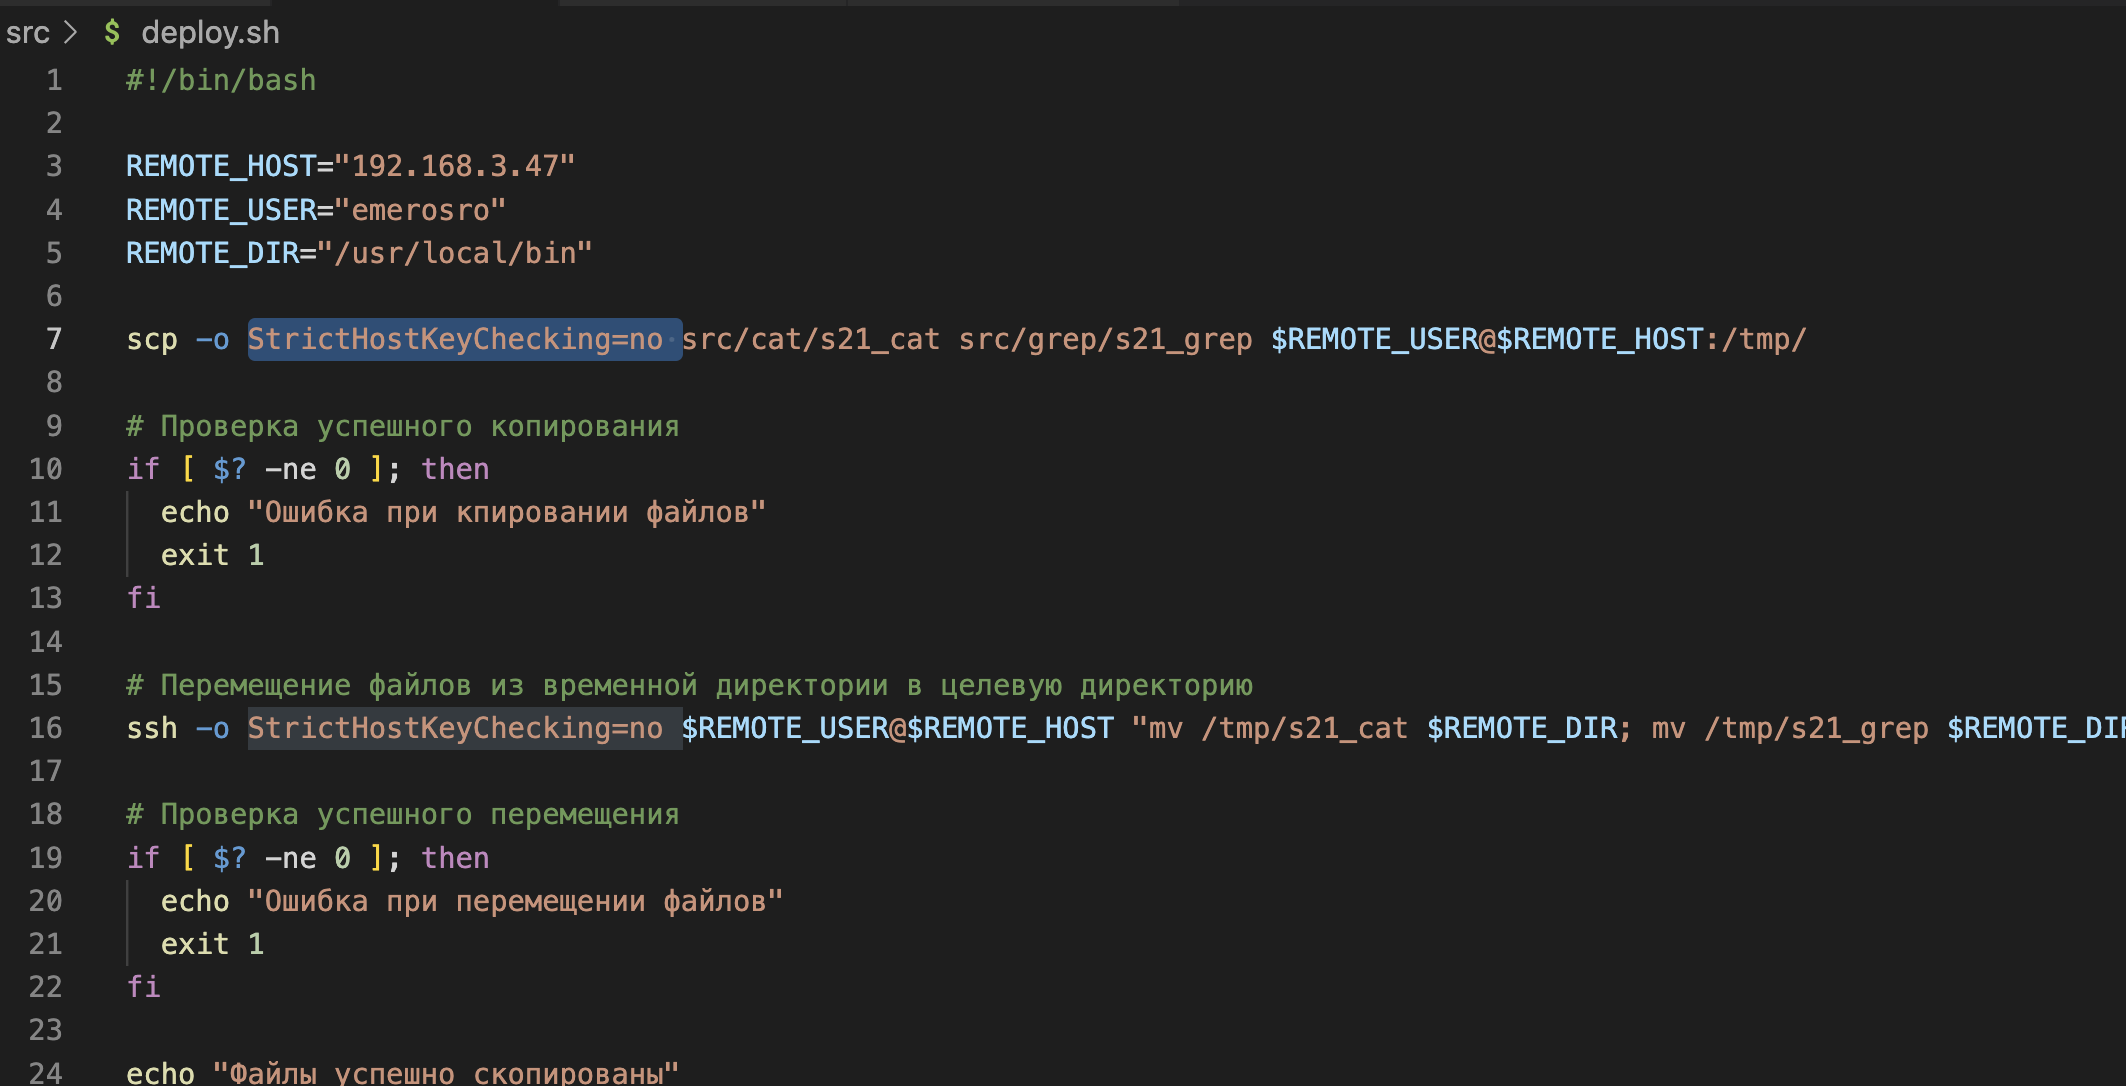 src > $ deploy.sh
1 #!/bin/bash
2
3 REMOTE_HOST="192.168.3.47"
4 REMOTE_USER="emerosro"
5 REMOTE_DIR="/usr/local/bin"
6
7 scp -o StrictHostKeyChecking=no src/cat/s21_cat src/grep/s21_grep $REMOTE_USER@$REMOTE_HOST:/tmp/
8
9 # Проверка успешного копирования
10 if [ $? -ne 0 ]; then
11 echo "Ошибка при кпировании файлов"
12 exit 1
13 fi
14
15 # Перемещение файлов из временной директории в целевую директорию
16 ssh -o StrictHostKeyChecking=no $REMOTE_USER@$REMOTE_HOST "mv /tmp/s21_cat $REMOTE_DIR; mv /tmp/s21_grep $REMOTE_DIR
17
18 # Проверка успешного перемещения
19 if [ $? -ne 0 ]; then
20 echo "Ошибка при перемещении файлов"
21 exit 1
22 fi
23
24 echo "Файлы успешно скопированы"